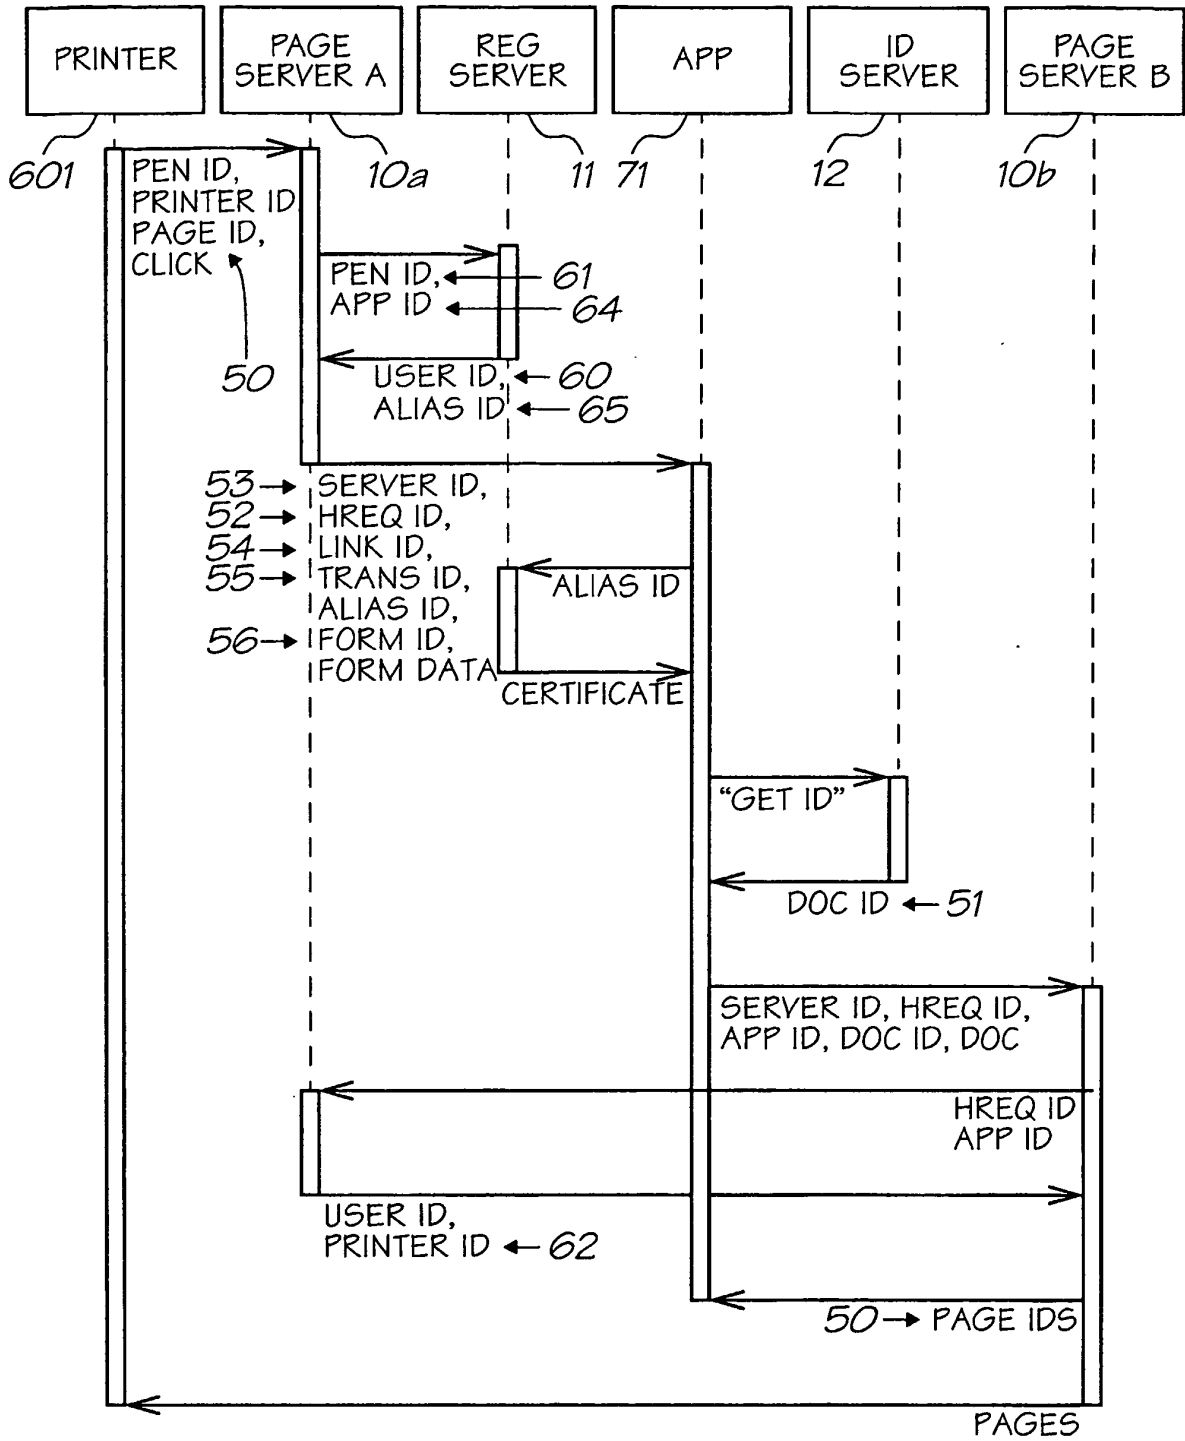 PRINTER
PAGE
SERVER A
REG
SERVER
APP
ID
SERVER
PAGE
SERVER B
601
10a
11
71
12
10b
PEN ID,
PRINTER ID
PAGE ID,
CLICK
50
PEN ID,
61
APP ID
64
USER ID,
60
ALIAS ID
65
53
SERVER ID,
52
HREQ ID,
54
LINK ID,
55
TRANS ID,
ALIAS ID,
56
FORM ID,
FORM DATA
ALIAS ID
CERTIFICATE
“GET ID”
DOC ID
51
SERVER ID, HREQ ID,
APP ID, DOC ID, DOC
HREQ ID
APP ID
USER ID,
PRINTER ID
62
50
PAGE IDS
PAGES